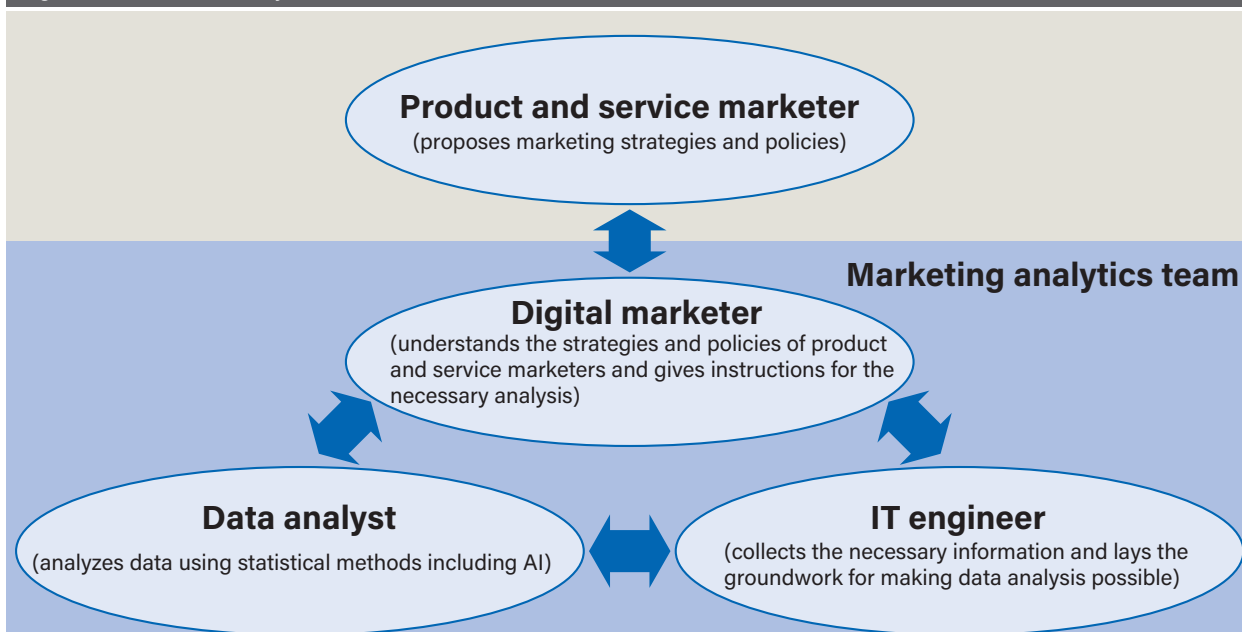 Product and service marketer
(proposes marketing strategies and policies)
Marketing analytics team
Digital marketer
(understands the strategies and policies of product
and service marketers and gives instructions for the
necessary analysis)
Data analyst
(analyzes data using statistical methods including AI)
IT engineer
(collects the necessary information and lays the
groundwork for making data analysis possible)